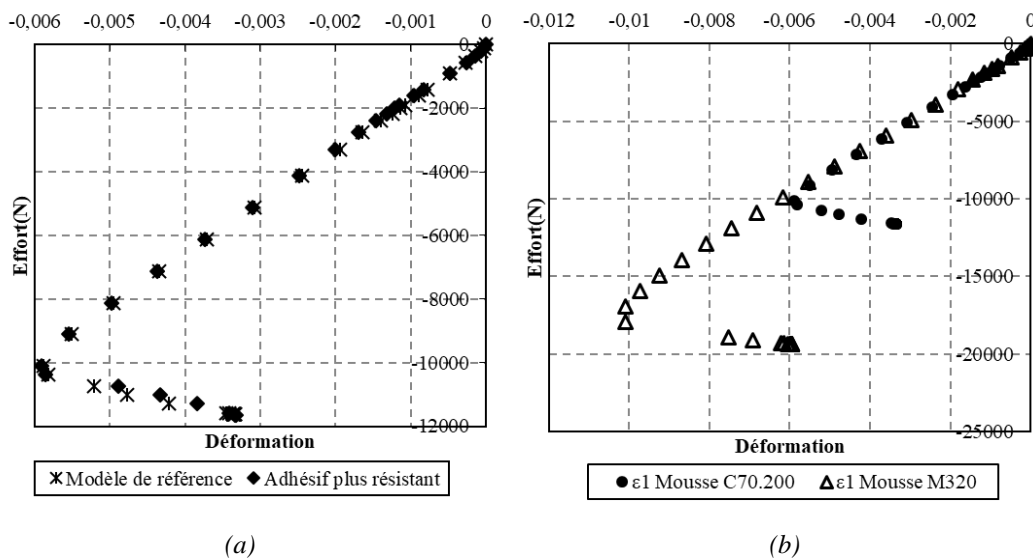 -0,006 -0,005 -0,004 -0,003 -0,002 -0,001 0
0
-2000
-4000
-6000
-8000
-10000
-12000
Effort(N)
Déformation
Modèle de référence Adhésif plus résistant
(a)
-0,012 -0,01 -0,008 -0,006 -0,004 -0,002 0
0
-5000
-10000
-15000
-20000
-25000
Effort(N)
Déformation
ε1 Mousse C70.200 ε1 Mousse M320
(b)